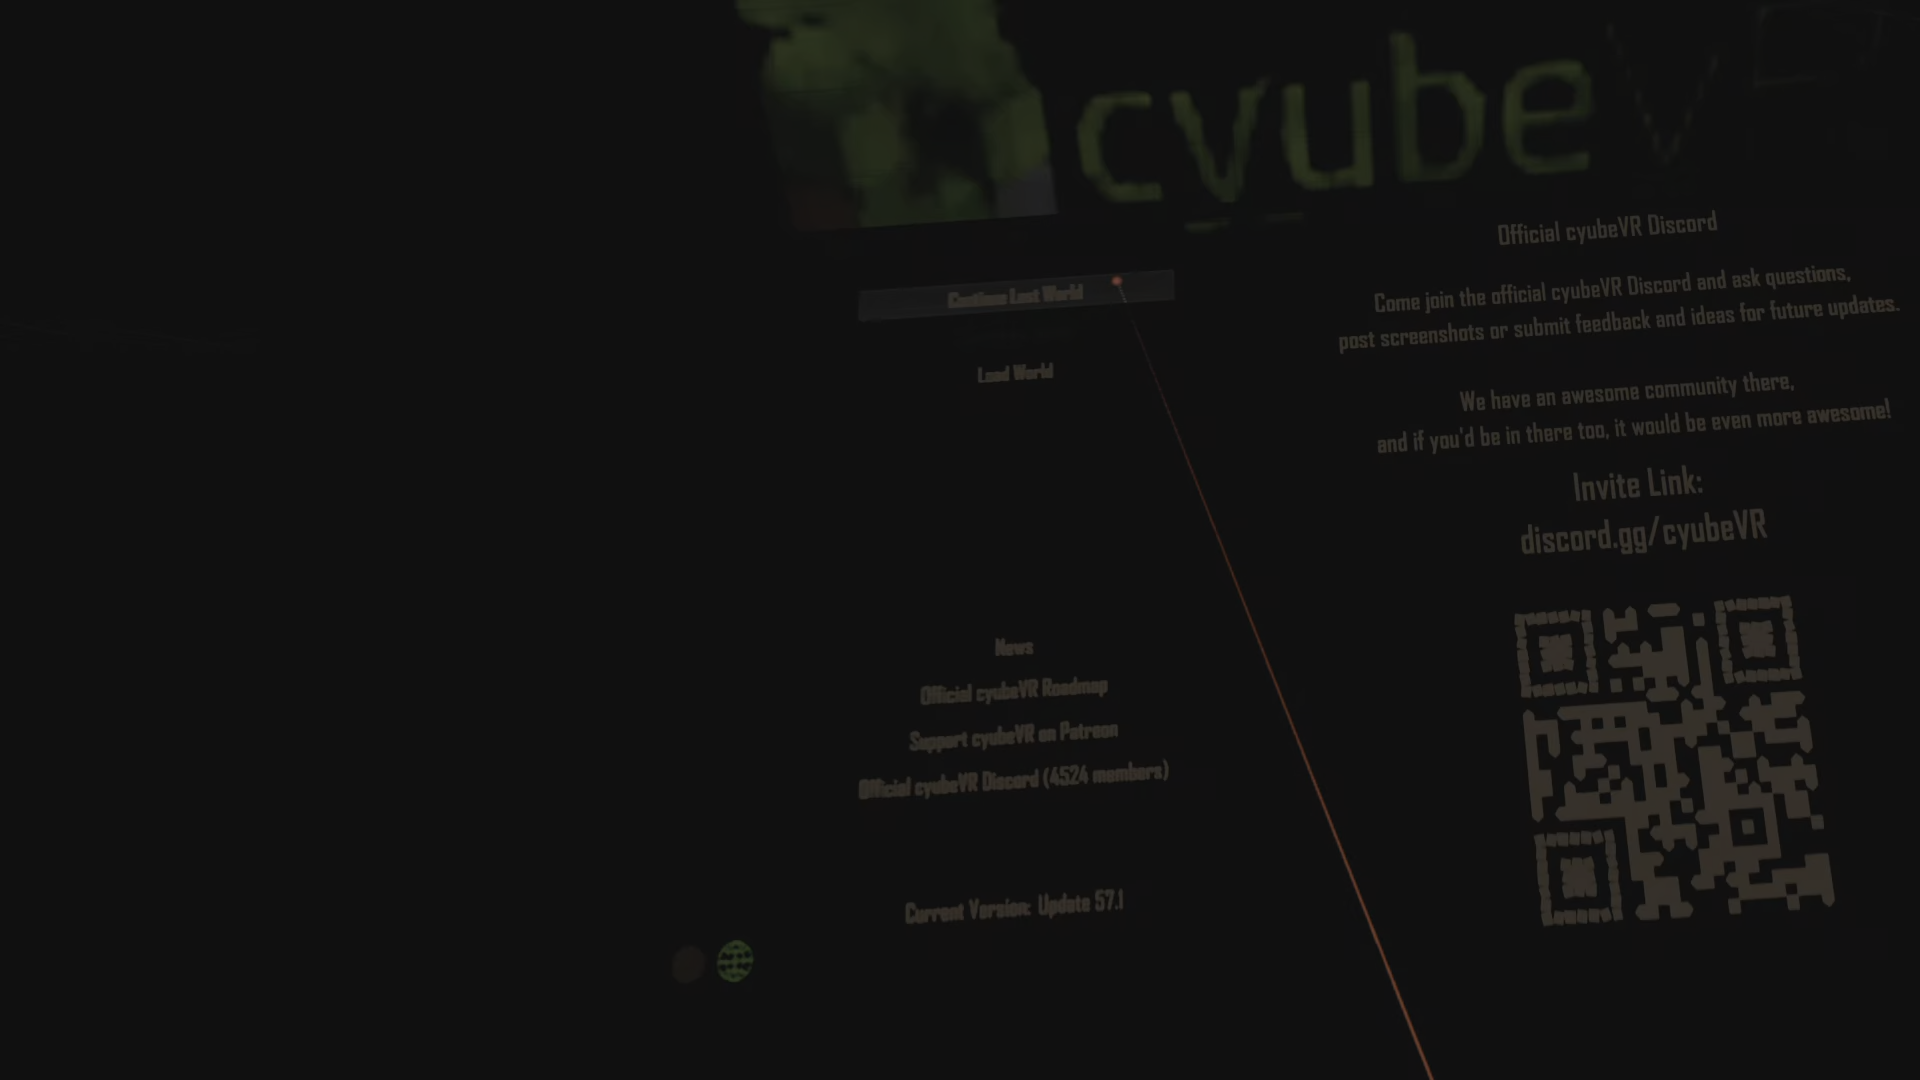 cyubeVR
Continue Last World
Load World
News
Official cyubeVR Roadmap
Support cyubeVR on Patreon
Official cyubeVR Discord (4524 members)
Current Version: Update 57.1
Official cyubeVR Discord
Come join the official cyubeVR Discord and ask questions,
post screenshots or submit feedback and ideas for future updates.
We have an awesome community there,
and if you'd be in there too, it would be even more awesome!
Invite Link:
discord.gg/cyubeVR